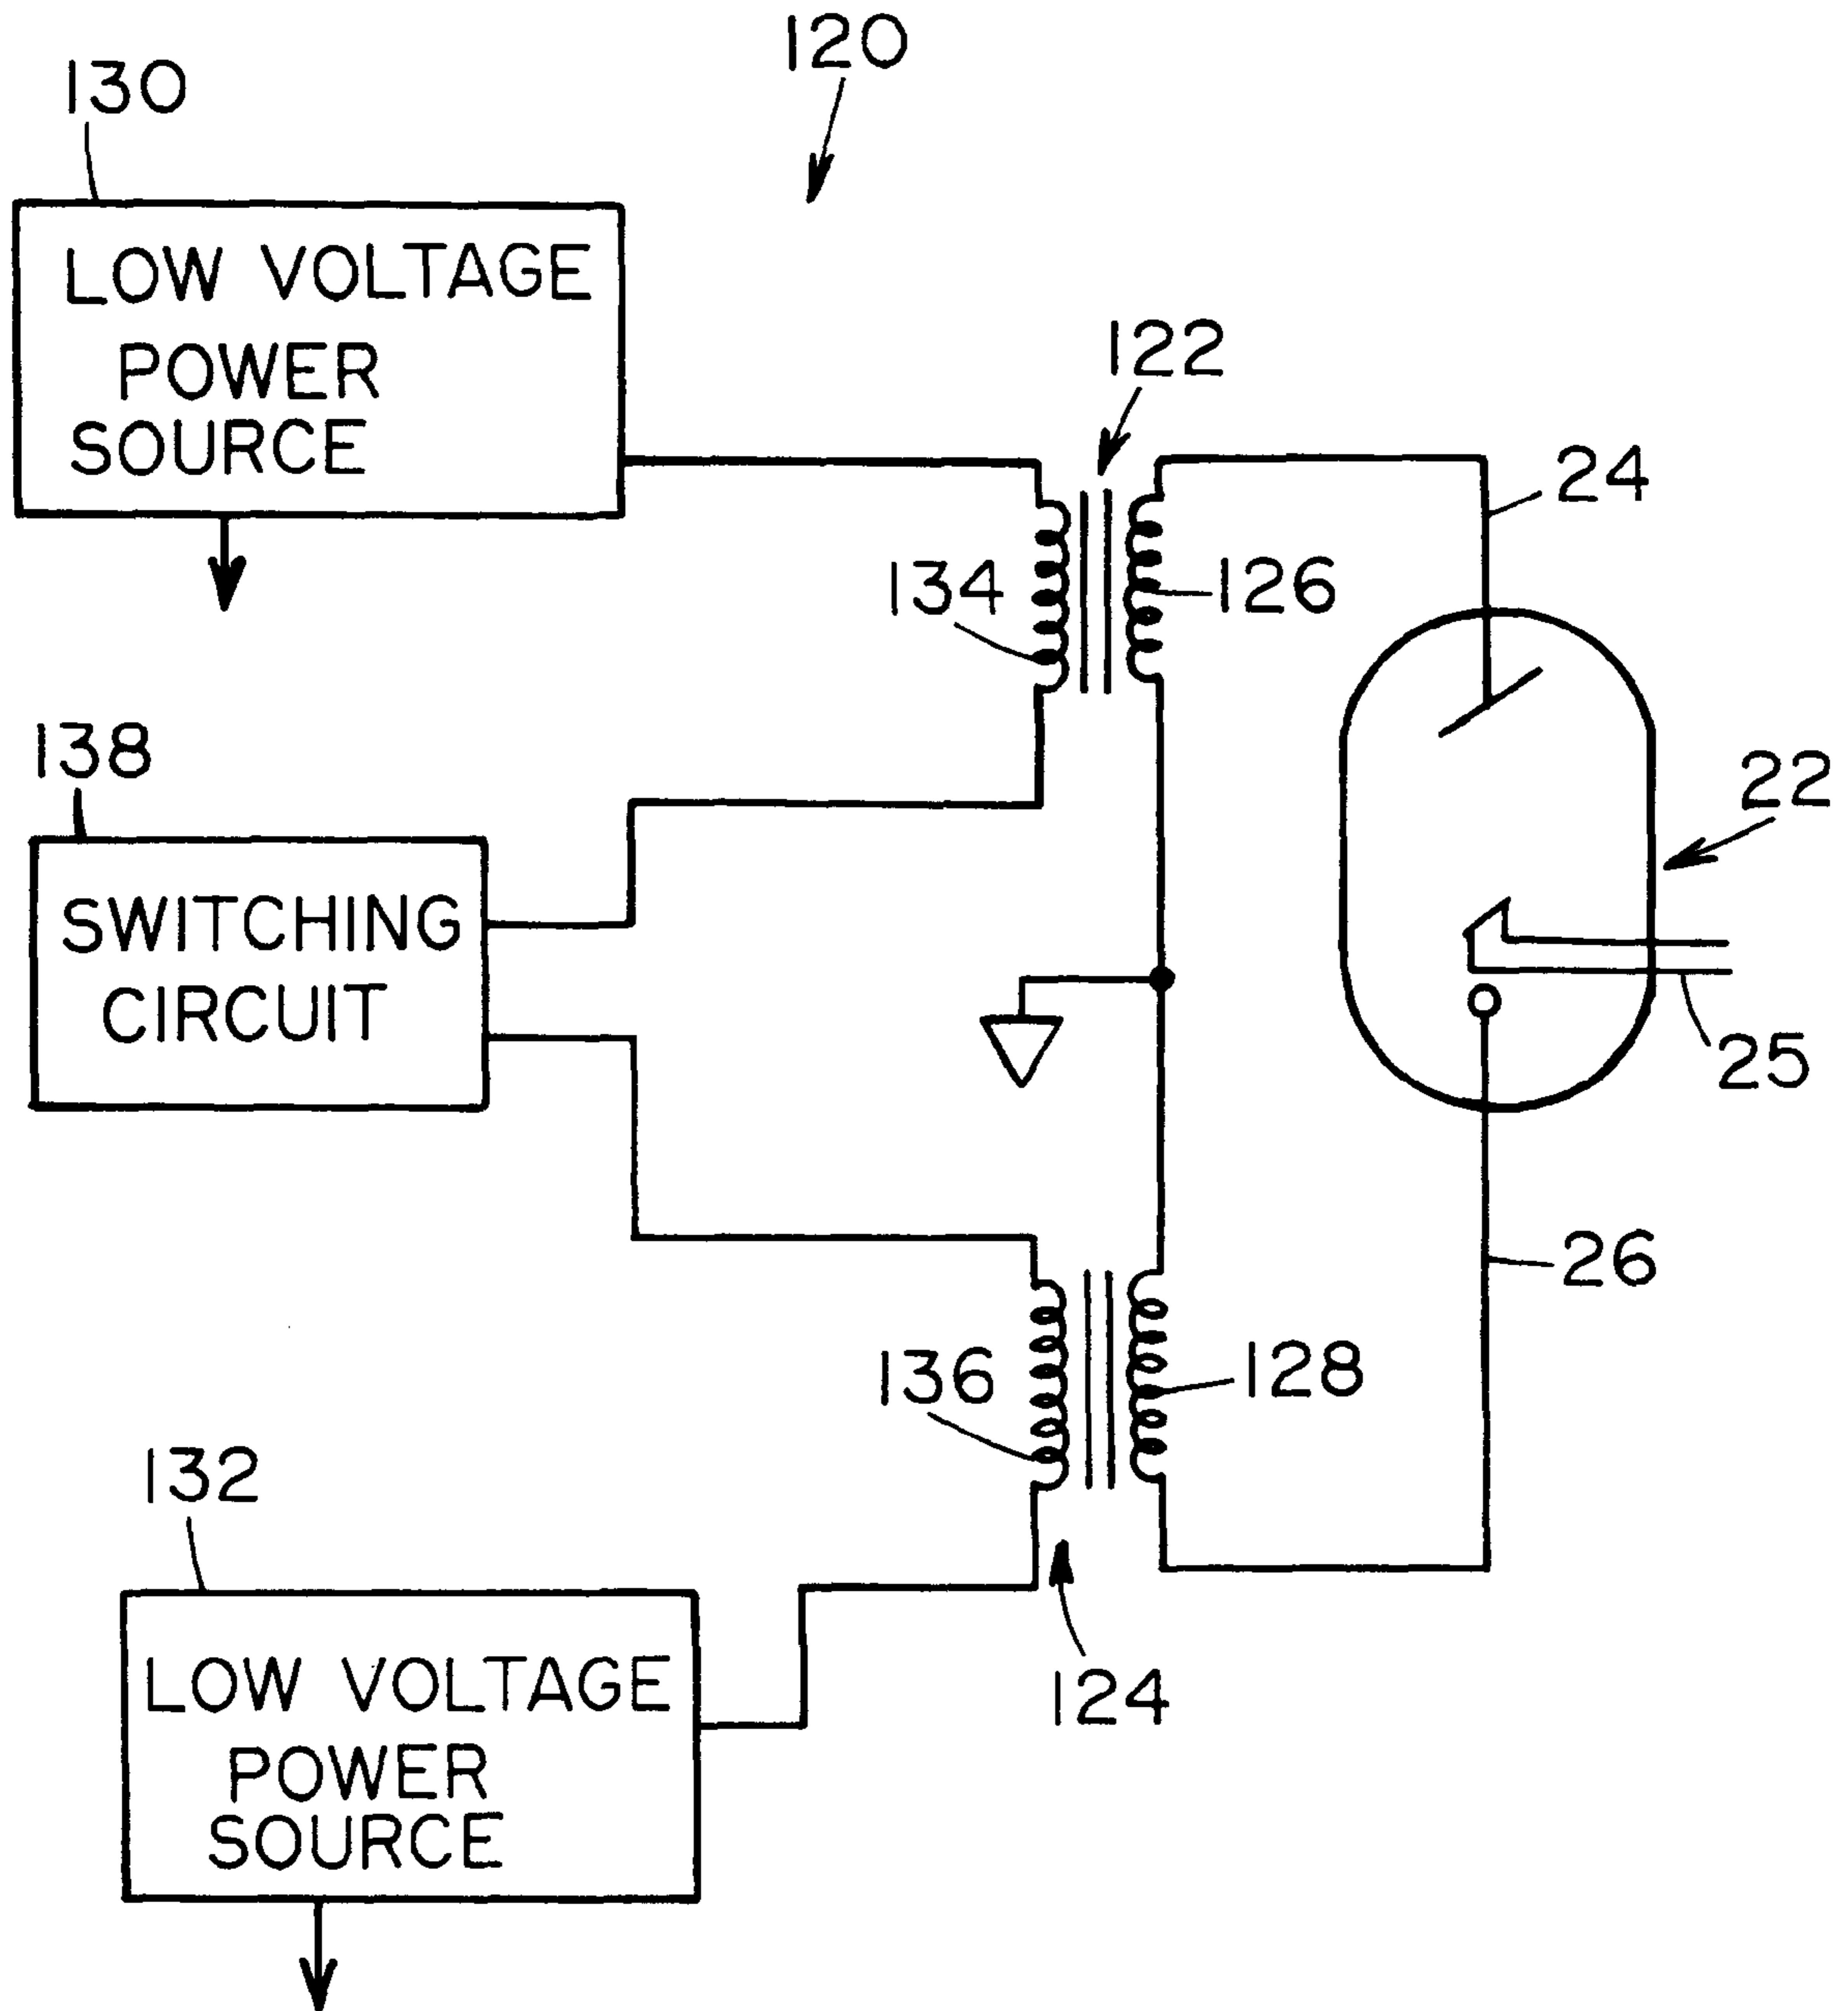 120
130
LOW VOLTAGE
POWER
SOURCE
122
24
134
126
138
22
SWITCHING
CIRCUIT
25
26
136
128
132
LOW VOLTAGE
POWER
SOURCE
124